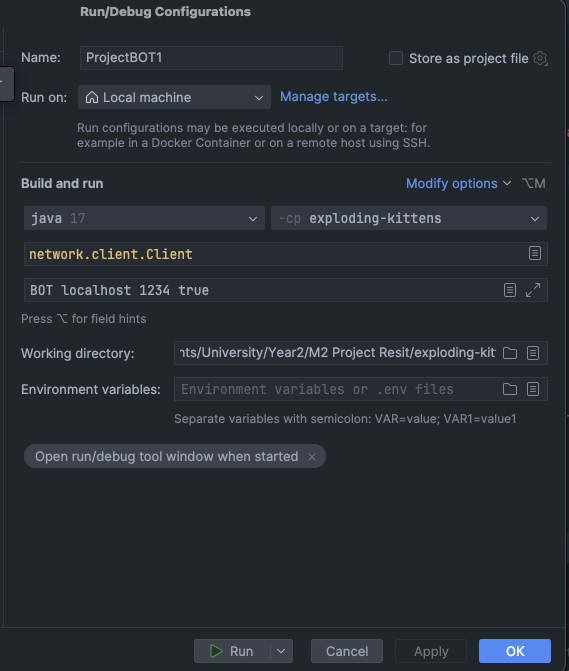 Run/Debug Configurations
Name: ProjectBOT1 Store as project file
Run on: Local machine Manage targets...
Run configurations may be executed locally or on a target: for
example in a Docker Container or on a remote host using SSH.
Build and run Modify options ⌥M
java 17 -cp exploding-kittens
network.client.Client
BOT localhost 1234 true
Press ⌥ for field hints
Working directory: nts/University/Year2/M2 Project Resit/exploding-kit
Environment variables: Environment variables or .env files
Separate variables with semicolon: VAR=value; VAR1=value1
Open run/debug tool window when started ×
Run Cancel Apply OK